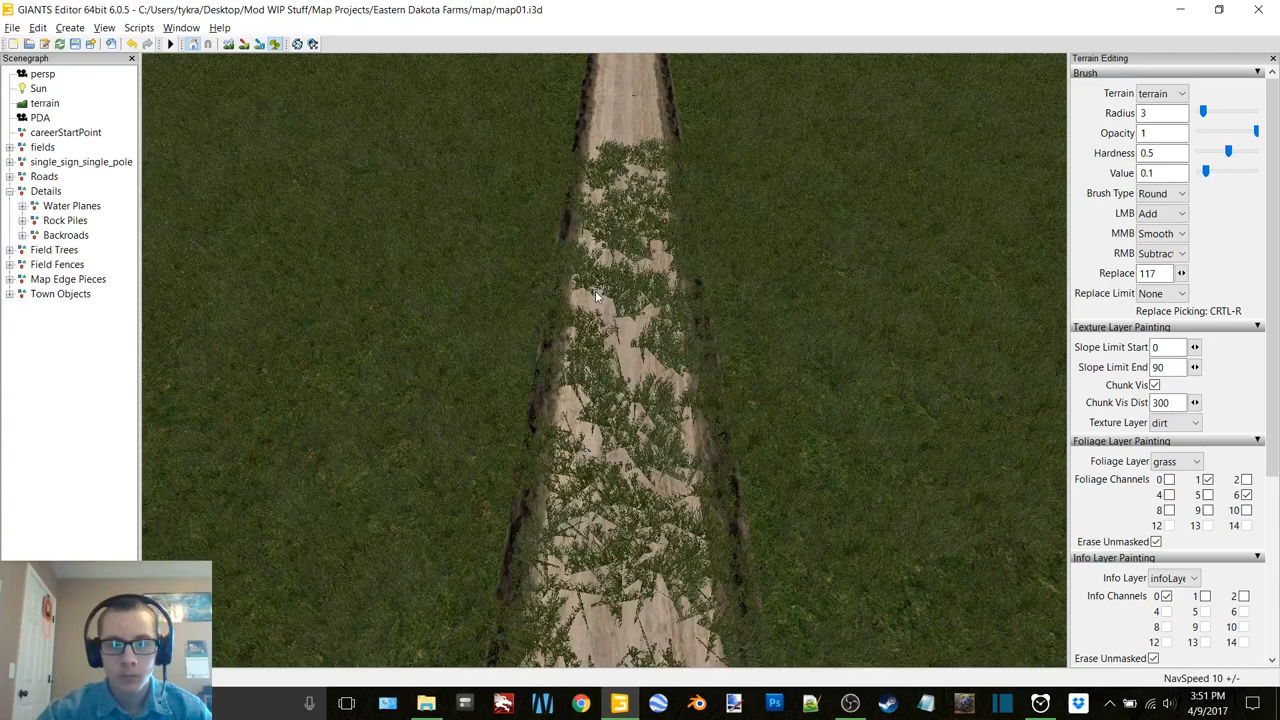 GIANTS Editor 64bit 6.0.5 - C:/Users/tykra/Desktop/Mod WIP Stuff/Map Projects/Eastern Dakota Farms/map/map01.i3d
File Edit Create View Scripts Window Help
Scenegraph
persp
Sun
terrain
PDA
careerStartPoint
fields
single_sign_single_pole
Roads
Details
Water Planes
Rock Piles
Backroads
Field Trees
Field Fences
Map Edge Pieces
Town Objects
Terrain Editing
Brush
Terrain terrain
Radius 3
Opacity 1
Hardness 0.5
Value 0.1
Brush Type Round
LMB Add
MMB Smooth
RMB Subtrac
Replace 117
Replace Limit None
Replace Picking: CRTL-R
Texture Layer Painting
Slope Limit Start 0
Slope Limit End 90
Chunk Vis
Chunk Vis Dist 300
Texture Layer dirt
Foliage Layer Painting
Foliage Layer grass
Foliage Channels 0 1 2
4 5 6
8 9 10
12 13 14
Erase Unmasked
Info Layer Painting
Info Layer infoLaye
Info Channels 0 1 2
4 5 6
8 9 10
12 13 14
Erase Unmasked
NavSpeed 10 +/-
3:51 PM
4/9/2017